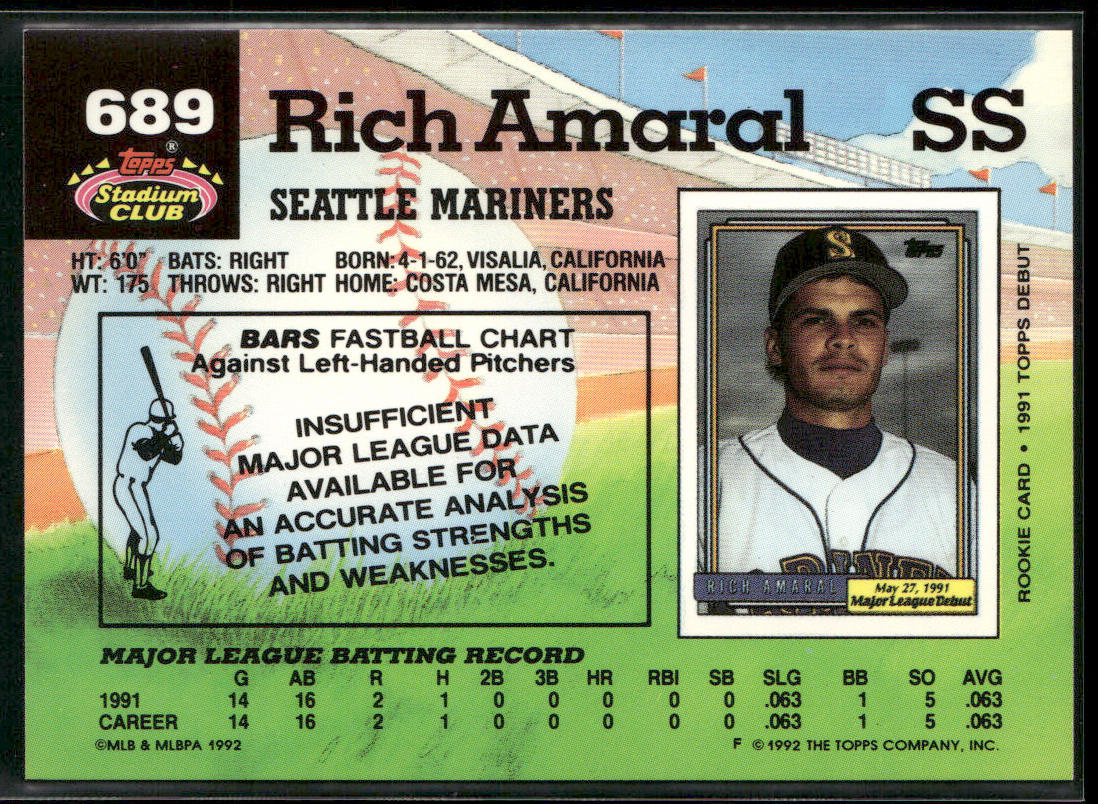 689
Rich Amaral SS
TOPPS ®
Stadium
CLUB
SEATTLE MARINERS
HT: 6'0" BATS: RIGHT BORN: 4-1-62, VISALIA, CALIFORNIA
WT: 175 THROWS: RIGHT HOME: COSTA MESA, CALIFORNIA
BARS FASTBALL CHART
Against Left-Handed Pitchers
INSUFFICIENT
MAJOR LEAGUE DATA
AVAILABLE FOR
AN ACCURATE ANALYSIS
OF BATTING STRENGTHS
AND WEAKNESSES.
S
TOPPS
RICH AMARAL
May 27, 1991
Major League Debut
ROOKIE CARD • 1991 TOPPS DEBUT
MAJOR LEAGUE BATTING RECORD
G AB R H 2B 3B HR RBI SB SLG BB SO AVG
1991 14 16 2 1 0 0 0 0 0 .063 1 5 .063
CAREER 14 16 2 1 0 0 0 0 0 .063 1 5 .063
©MLB & MLBPA 1992
F ©1992 THE TOPPS COMPANY, INC.